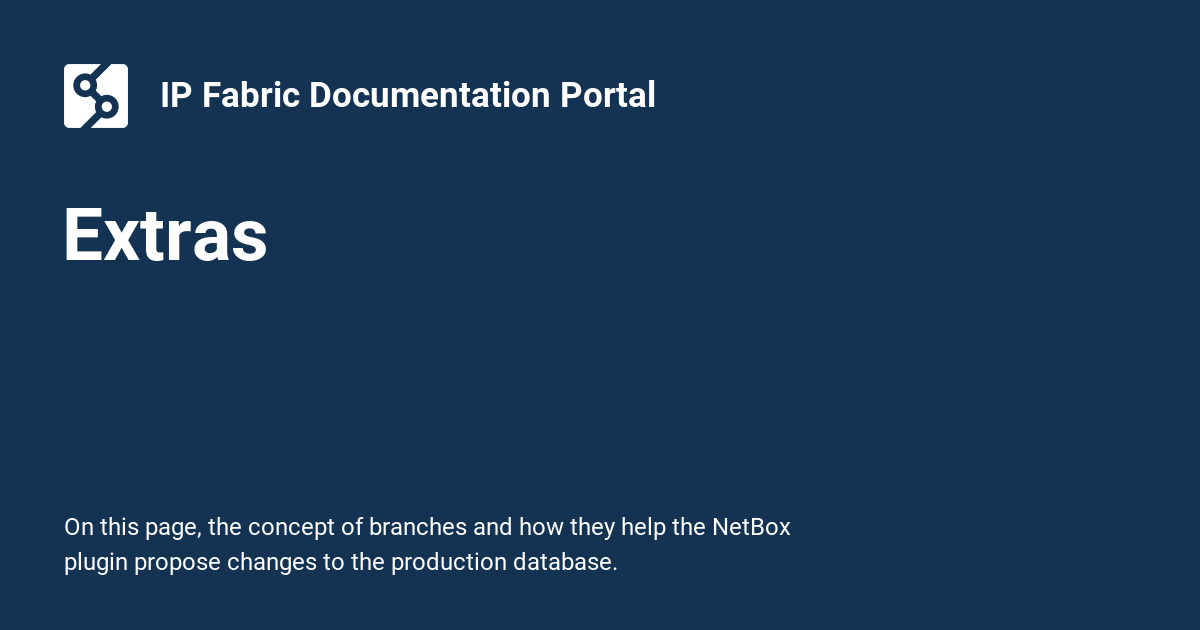 IP Fabric Documentation Portal
Extras
On this page, the concept of branches and how they help the NetBox
plugin propose changes to the production database.